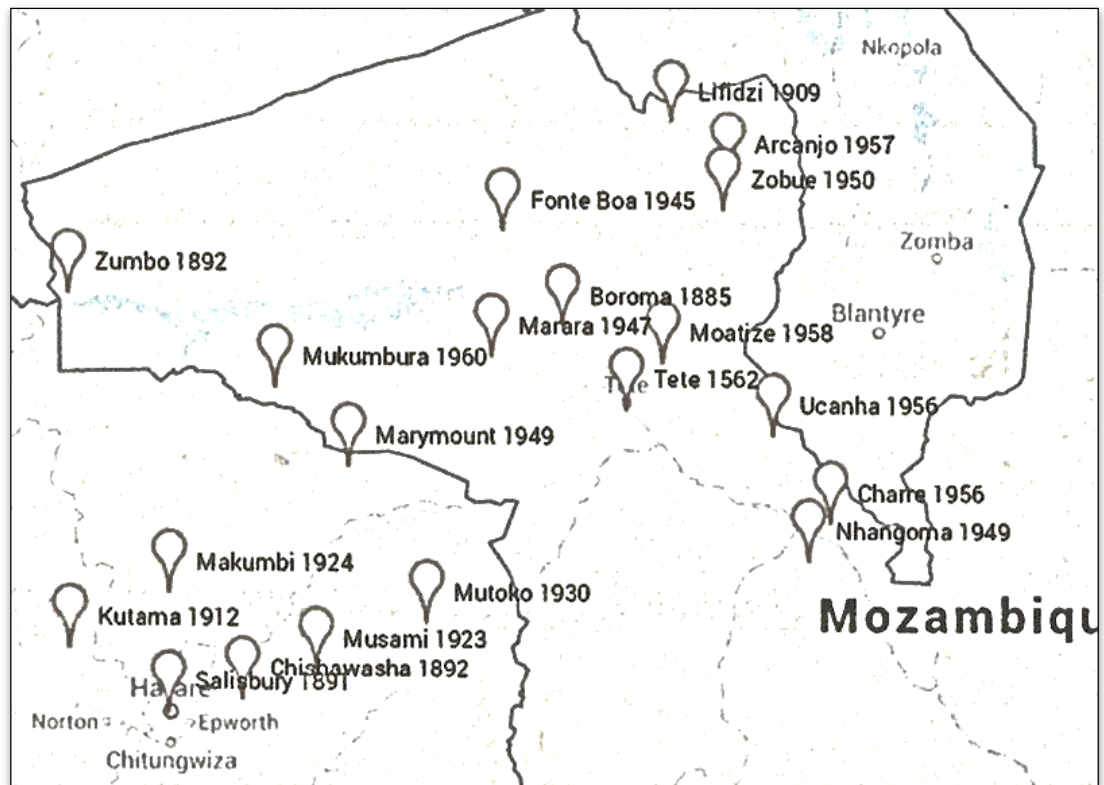 Nkopola
Lifidzi 1909
Arcanjo 1957
Zobue 1950
Fonte Boa 1945
Zomba
Zumbo 1892
Boroma 1885
Blantyre
Marara 1947
Moatize 1958
Mukumbura 1960
Tete
Tete 1562
Ucanha 1956
Marymount 1949
Charre 1956
Nhangoma 1949
Makumbi 1924
Mutoko 1930
Kutama 1912
Mozambiqu
Musami 1923
Chishawasha 1892
Salisbury 1891
Harare
Norton
Epworth
Chitungwiza